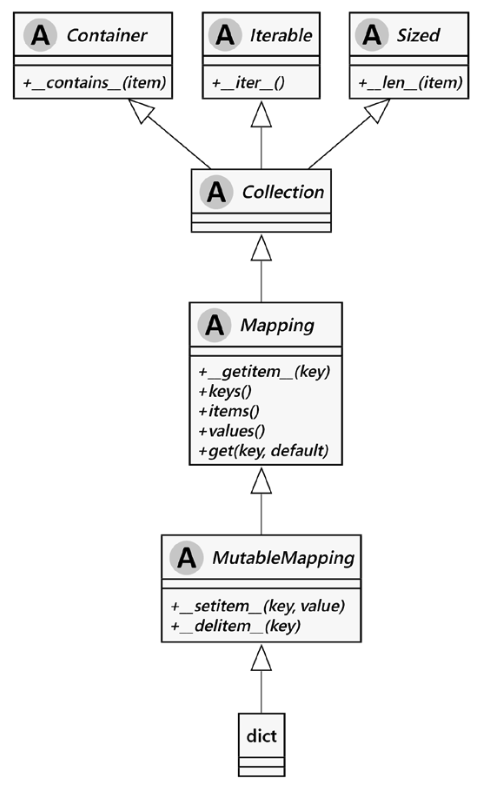 A Container
+__contains__(item)
A Iterable
+__iter__()
A Sized
+__len__(item)
A Collection
A Mapping
+__getitem__(key)
+keys()
+items()
+values()
+get(key, default)
A MutableMapping
+__setitem__(key, value)
+__delitem__(key)
dict